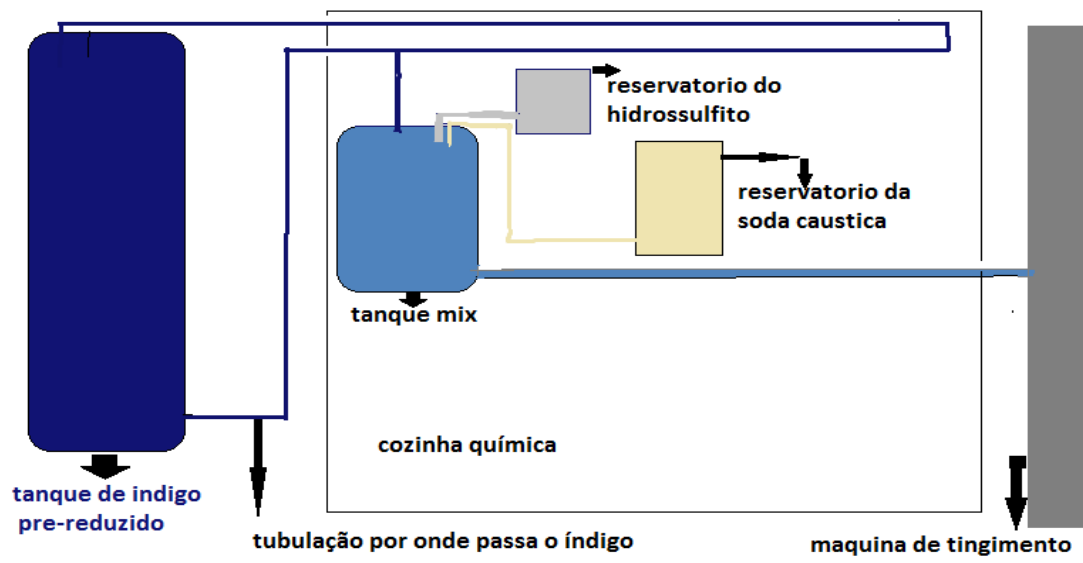 reservatorio do
hidrossulfito
reservatorio da
soda caustica
tanque mix
cozinha química
tanque de indigo
pre-reduzido
tubulação por onde passa o índigo
maquina de tingimento